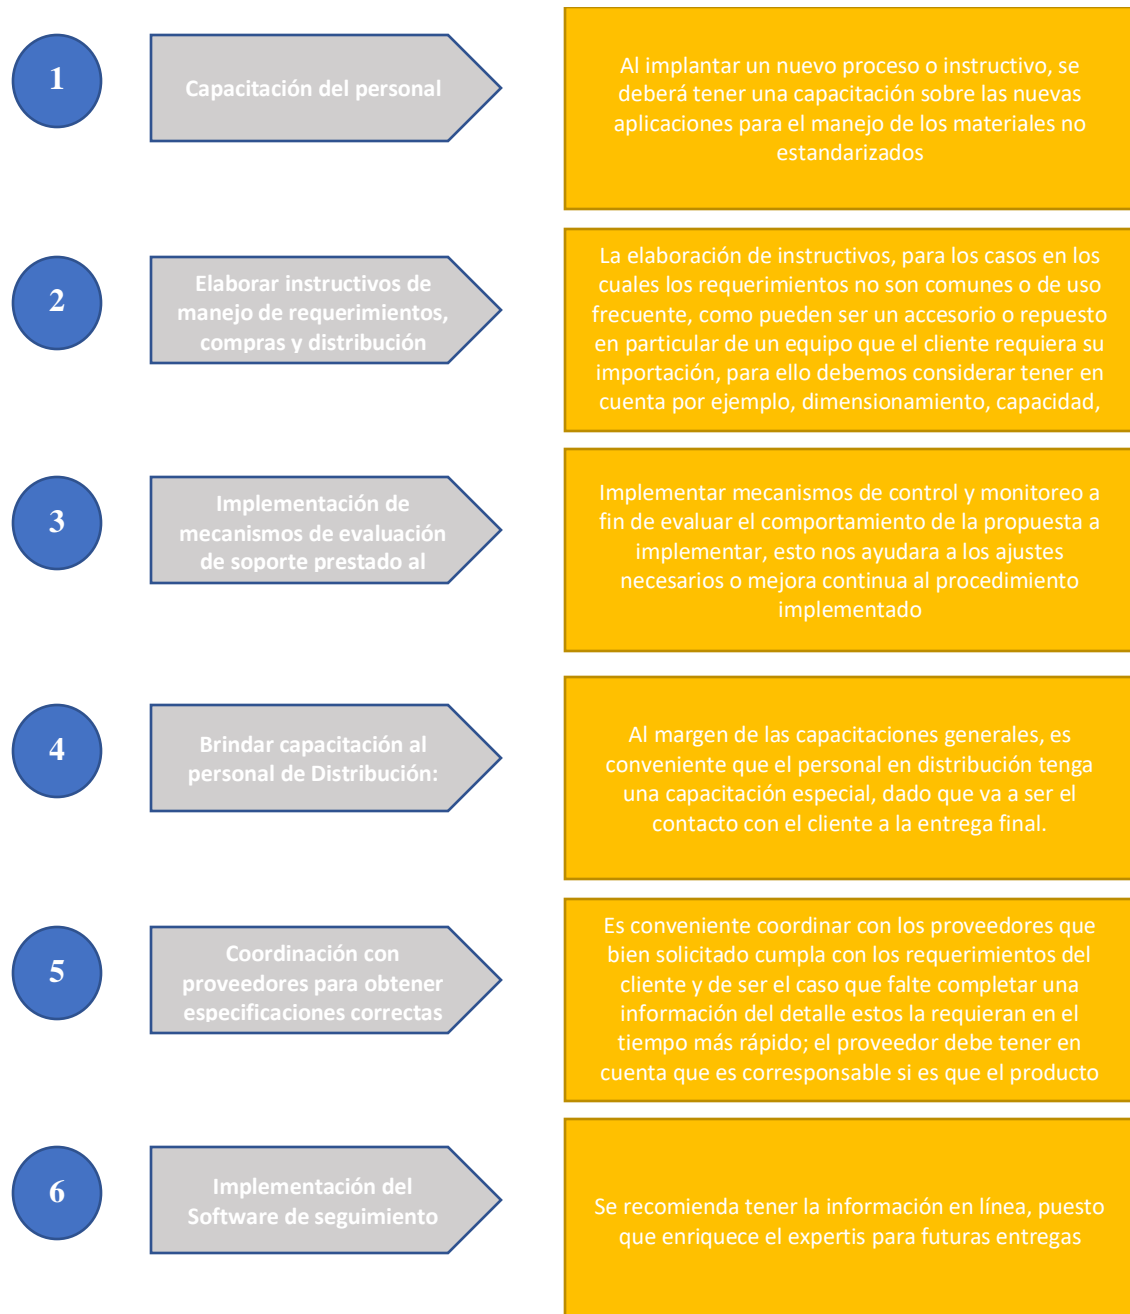 1
Capacitación del personal
Al implantar un nuevo proceso o instructivo, se
deberá tener una capacitación sobre las nuevas
aplicaciones para el manejo de los materiales no
estandarizados
2
Elaborar instructivos de
manejo de requerimientos,
compras y distribución
La elaboración de instructivos, para los casos en los
cuales los requerimientos no son comunes o de uso
frecuente, como pueden ser un accesorio o repuesto
en particular de un equipo que el cliente requiera su
importación, para ello debemos considerar tener en
cuenta por ejemplo, dimensionamiento, capacidad,
3
Implementación de
mecanismos de evaluación
de soporte prestado al
Implementar mecanismos de control y monitoreo a
fin de evaluar el comportamiento de la propuesta a
implementar, esto nos ayudara a los ajustes
necesarios o mejora continua al procedimiento
implementado
4
Brindar capacitación al
personal de Distribución:
Al margen de las capacitaciones generales, es
conveniente que el personal en distribución tenga
una capacitación especial, dado que va a ser el
contacto con el cliente a la entrega final.
5
Coordinación con
proveedores para obtener
especificaciones correctas
Es conveniente coordinar con los proveedores que
bien solicitado cumpla con los requerimientos del
cliente y de ser el caso que falte completar una
información del detalle estos la requieran en el
tiempo más rápido; el proveedor debe tener en
cuenta que es corresponsable si es que el producto
6
Implementación del
Software de seguimiento
Se recomienda tener la información en línea, puesto
que enriquece el expertis para futuras entregas